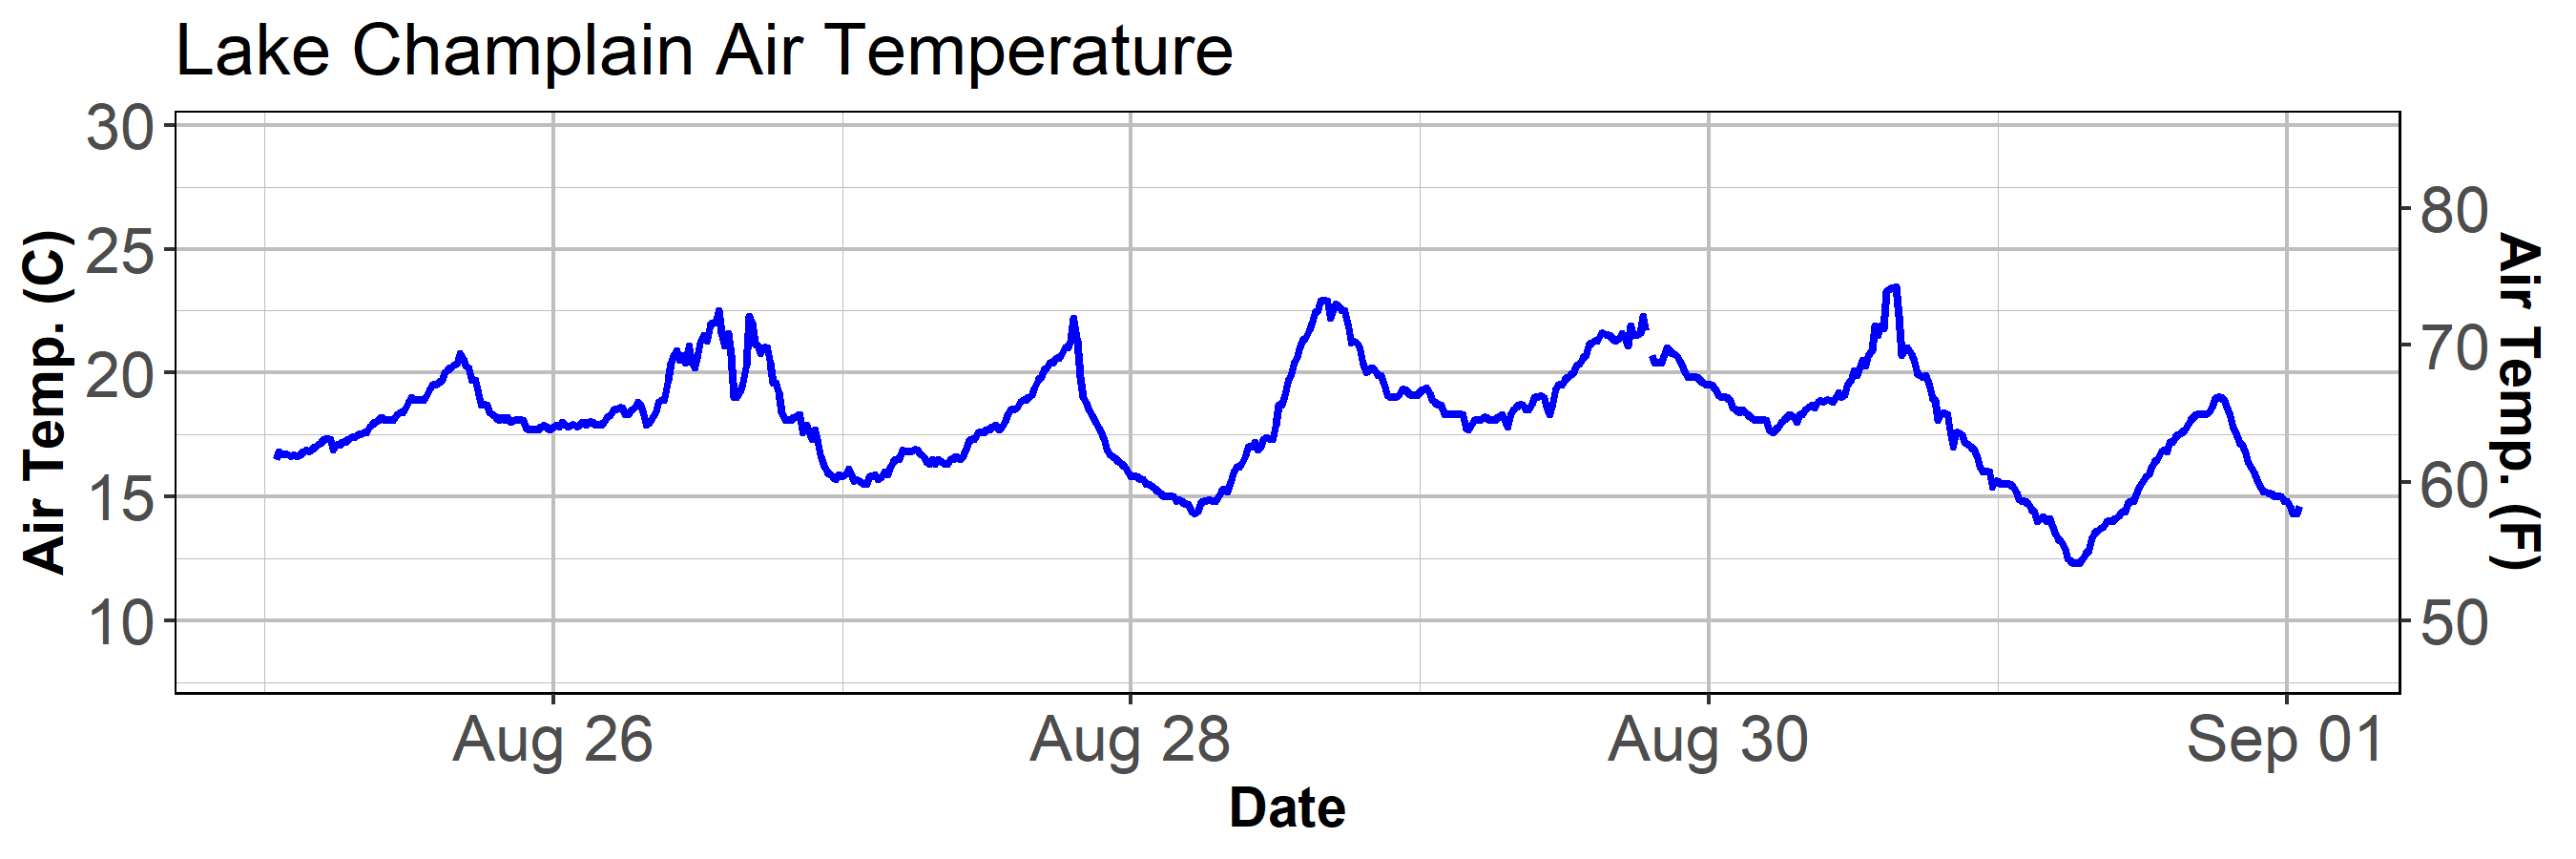 Lake Champlain Air Temperature
30
25
20
15
10
Air Temp. (C)
80
70
60
50
Air Temp. (F)
Aug 26
Aug 28
Aug 30
Sep 01
Date